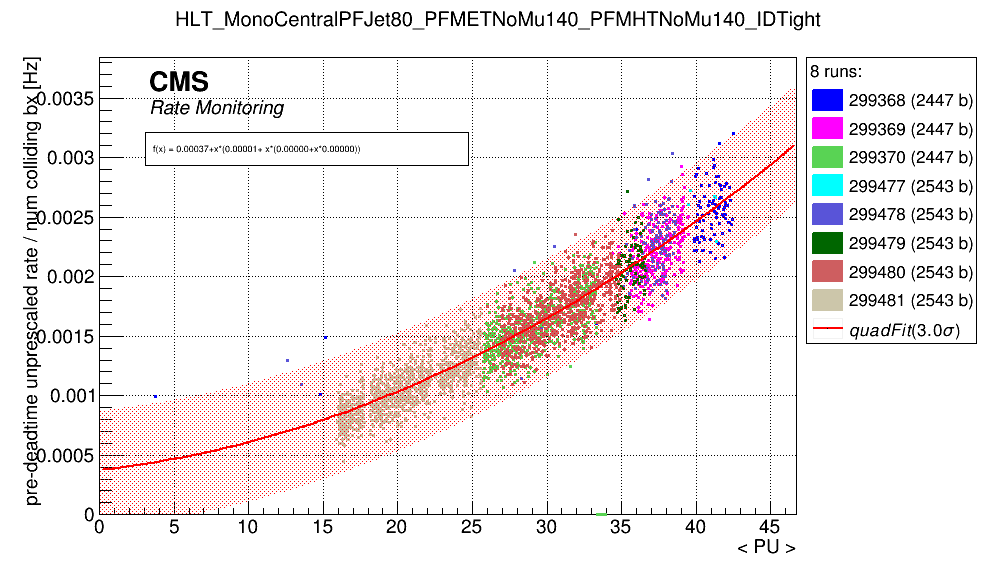 HLT_MonoCentralPFJet80_PFMETNoMu140_PFMHTNoMu140_IDTight
pre-deadtime unprescaled rate / num colliding bx [Hz]
CMS
Rate Monitoring
f(x) = 0.00037+x*(0.00001+ x*(0.00000+x*0.00000))
0.0035
0.003
0.0025
0.002
0.0015
0.001
0.0005
0
0 5 10 15 20 25 30 35 40 45
< PU >
8 runs:
299368 (2447 b)
299369 (2447 b)
299370 (2447 b)
299477 (2543 b)
299478 (2543 b)
299479 (2543 b)
299480 (2543 b)
299481 (2543 b)
quadFit(3.0σ)